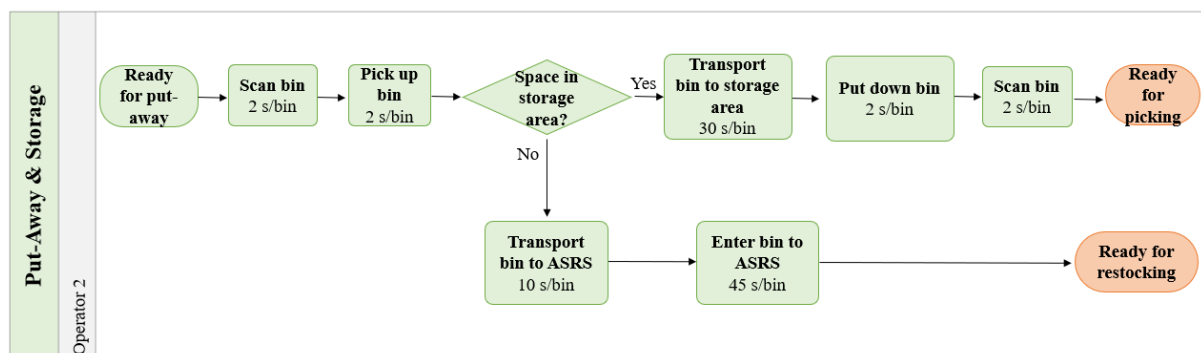 Put-Away & Storage
Operator 2
Ready
for put-
away
Scan bin
2 s/bin
Pick up
bin
2 s/bin
Space in
storage
area?
Yes
Transport
bin to storage
area
30 s/bin
Put down bin
2 s/bin
Scan bin
2 s/bin
Ready
for
picking
No
Transport
bin to ASRS
10 s/bin
Enter bin to
ASRS
45 s/bin
Ready for
restocking